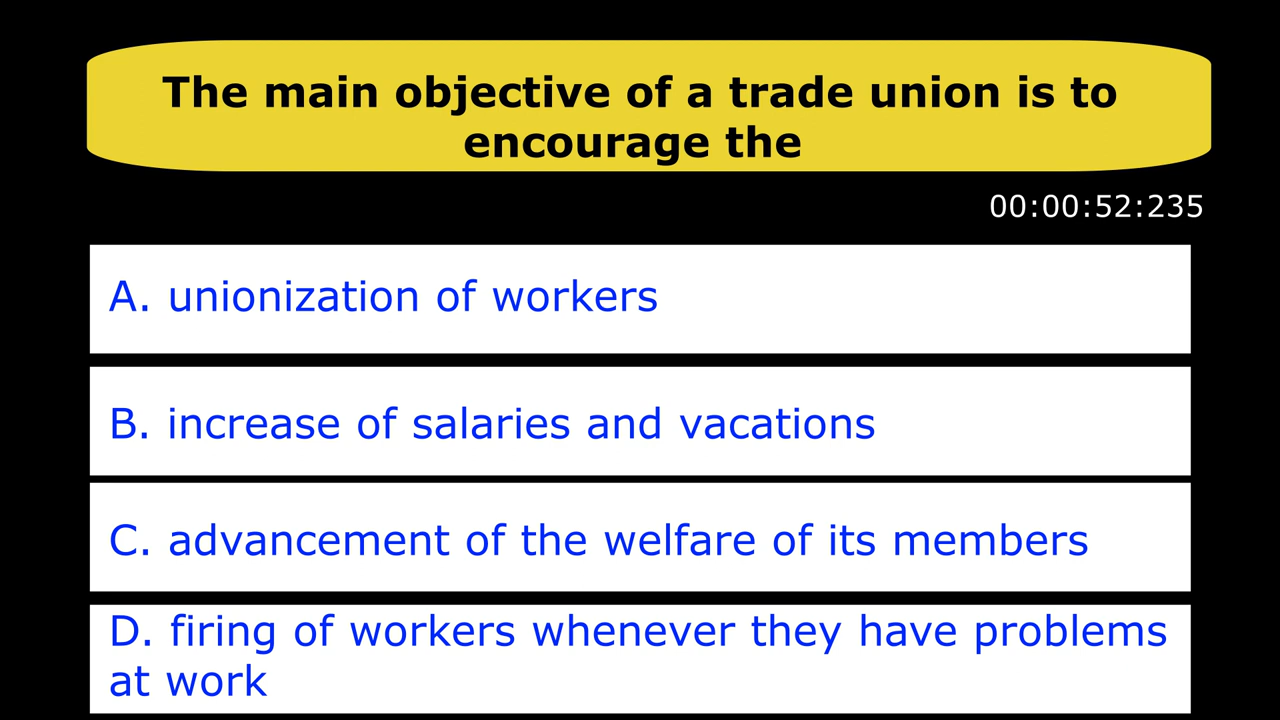 The main objective of a trade union is to
encourage the
00:00:52:235
A. unionization of workers
B. increase of salaries and vacations
C. advancement of the welfare of its members
D. firing of workers whenever they have problems
at work